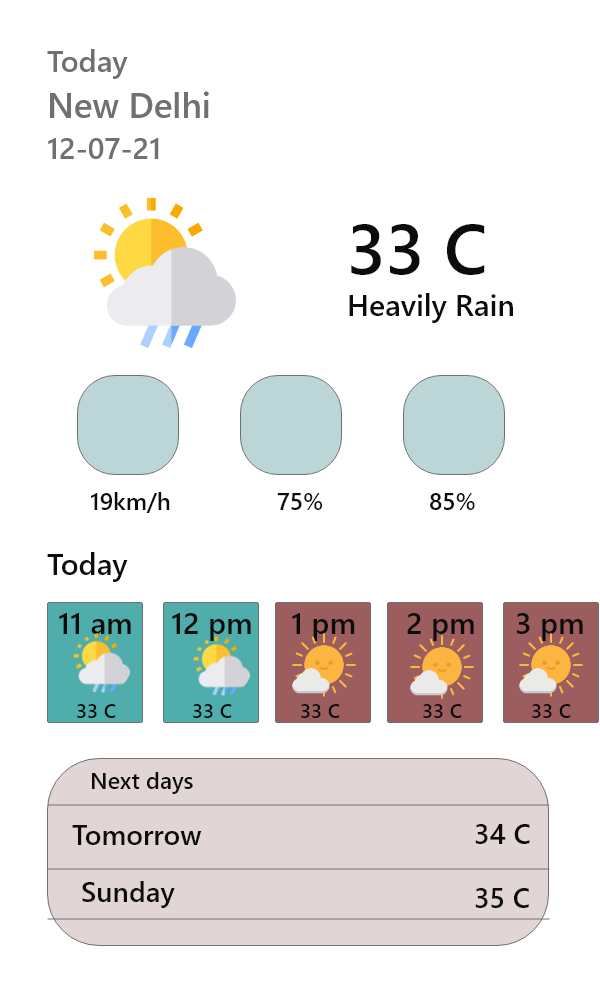 Today
New Delhi
12-07-21
33 C
Heavily Rain
19km/h 75% 85%
Today
11 am 12 pm 1 pm 2 pm 3 pm
33 C 33 C 33 C 33 C 33 C
Next days
Tomorrow 34 C
Sunday 35 C